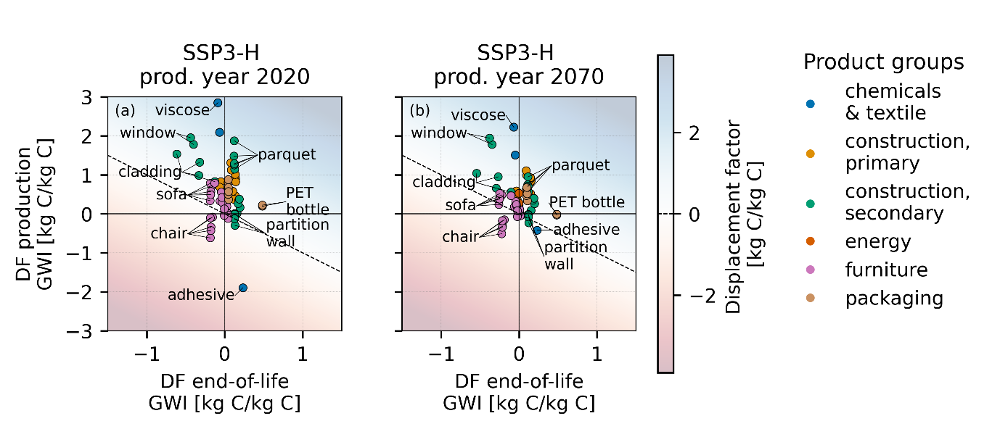 SSP3-H
prod. year 2020
(a)
viscose
window
parquet
cladding
sofa
PET
bottle
partition
wall
chair
adhesive
3
2
1
0
−1
−2
−3
−1
0
1
DF production
GWI [kg C/kg C]
DF end-of-life
GWI [kg C/kg C]
SSP3-H
prod. year 2070
(b)
viscose
window
parquet
cladding
sofa
PET bottle
adhesive
chair
partition
wall
−1
0
1
DF end-of-life
GWI [kg C/kg C]
2
0
−2
Displacement factor
[kg C/kg C]
Product groups
chemicals
& textile
construction,
primary
construction,
secondary
energy
furniture
packaging